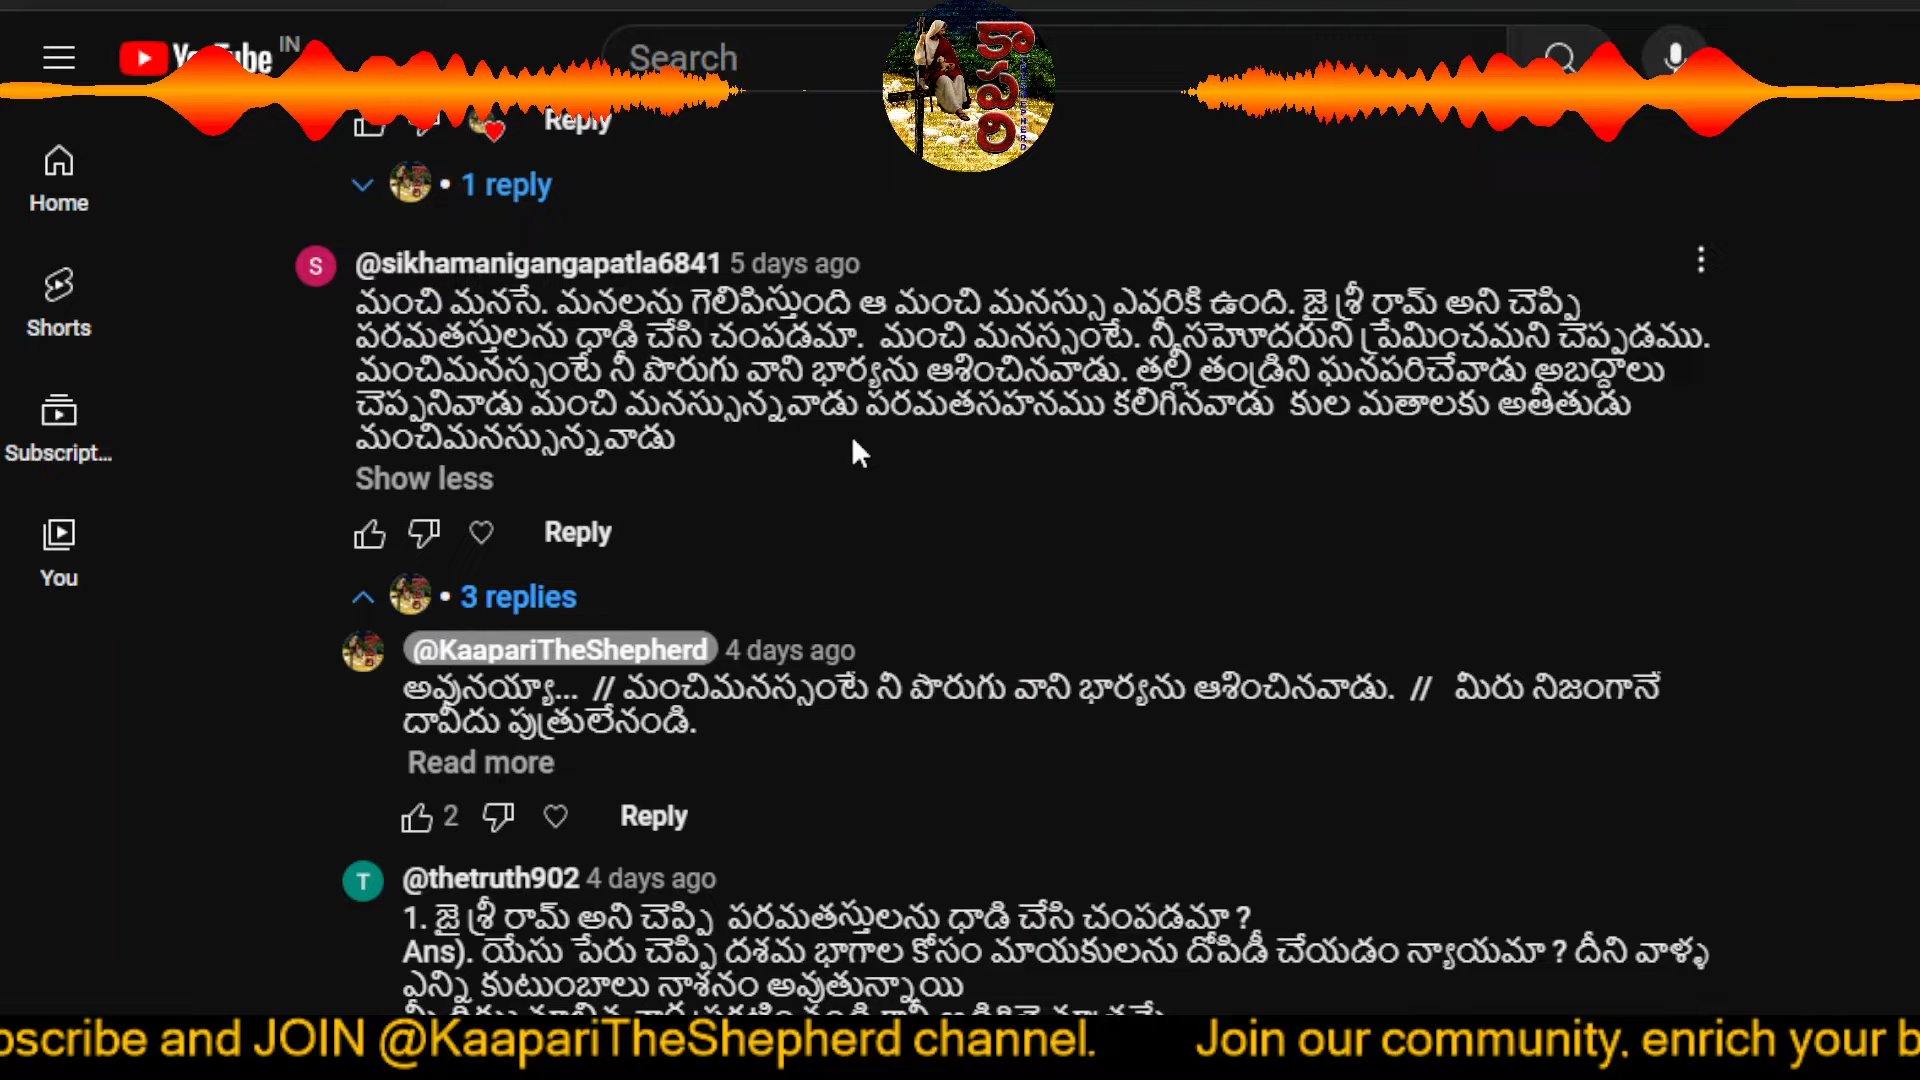 IN
YouTube
Search
కాపరి
SHEPHERD
Reply
Home
1 reply
@sikhamanigangapatla6841 5 days ago
మంచి మనసే. మనలను గెలిపిస్తుంది ఆ మంచి మనస్సు ఎవరికి ఉంది. జై శ్రీ రామ్ అని చెప్పి
పరమతస్తులను ధాడి చేసి చంపడమా. మంచి మనస్సంటే. నీ సహెూదరుని ప్రేమించమని చెప్పడము.
మంచిమనస్సంటే నీ పొరుగు వాని భార్యను ఆశించినవాడు. తల్లి తండ్రిని ఘనపరిచేవాడు అబద్దాలు
చెప్పనివాడు మంచి మనస్సున్నవాడు పరమతసహనము కలిగినవాడు కుల మతాలకు అతీతుడు
మంచిమనస్సున్నవాడు
Show less
Shorts
Subscript...
Reply
You
3 replies
@KaapariTheShepherd 4 days ago
అవునయ్యా... // మంచిమనస్సంటే నీ పొరుగు వాని భార్యను ఆశించినవాడు. // మీరు నిజంగానే
దావీదు పుత్రులేనండి.
Read more
2 Reply
@thetruth902 4 days ago
1. జై శ్రీ రామ్ అని చెప్పి పరమతస్తులను ధాడి చేసి చంపడమా ?
Ans). యేసు పేరు చెప్పి దశమ భాగాల కోసం మాయకులను దోపిడీ చేయడం న్యాయమా ? దీని వాళ్ళ
ఎన్ని కుటుంబాలు నాశనం అవుతున్నాయి
bscribe and JOIN @KaapariTheShepherd channel. Join our community, enrich your b